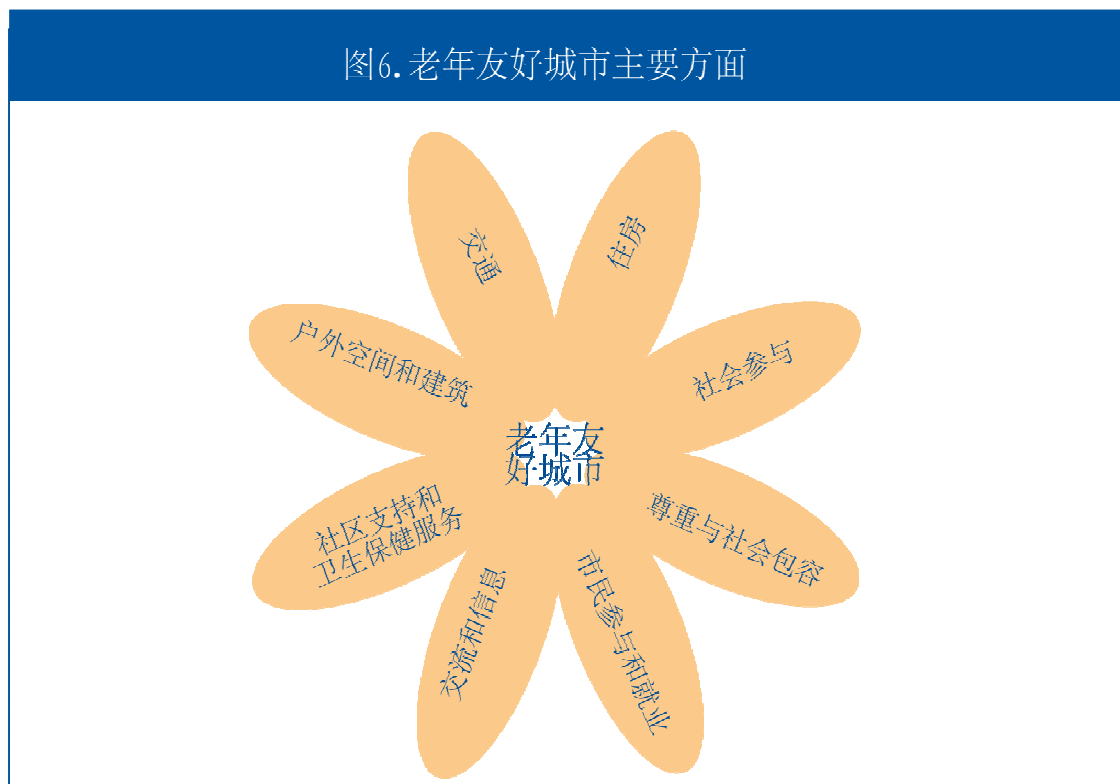 图6.老年友好城市主要方面
交通
住房
户外空间和建筑
社会参与
老年友
好城市
社区支持和
卫生保健服务
尊重与社会包容
交流和信息
市民参与和就业